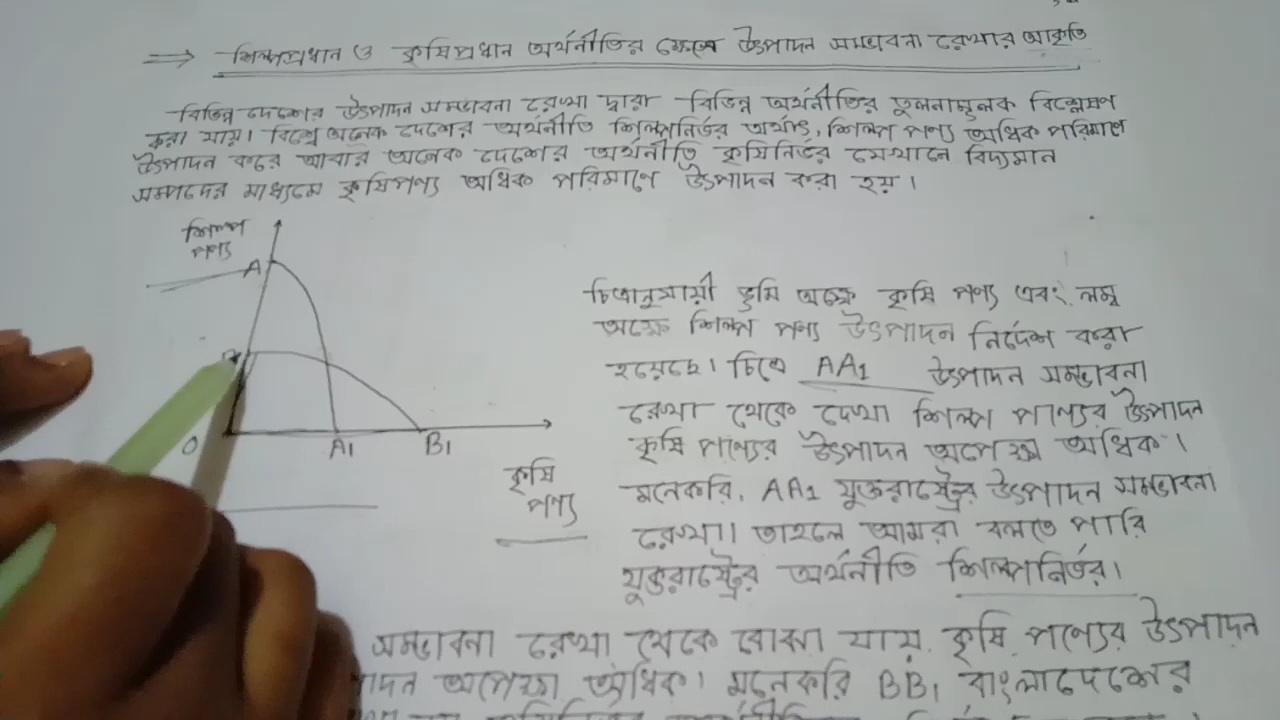 ⇒ শিল্পপ্রধান ও কৃষিপ্রধান অর্থনীতির ক্ষেত্রে উৎপাদন সম্ভাবনা রেখার আকৃতি
বিভিন্ন দেশের উৎপাদন সম্ভাবনা রেখা দ্বারা বিভিন্ন অর্থনীতির তুলনামূলক বিশ্লেষণ
করা যায়। বিশ্বে অনেক দেশের অর্থনীতি শিল্পনির্ভর অর্থাৎ, শিল্প পণ্য অধিক পরিমাণে
উৎপাদন করে আবার অনেক দেশের অর্থনীতি কৃষিনির্ভর যেখানে বিদ্যমান
সম্পদের মাধ্যমে কৃষিপণ্য অধিক পরিমাণে উৎপাদন করা হয়।
শিল্প
পণ্য
A
O
A1
B1
কৃষি
পণ্য
চিত্রানুযায়ী ভূমি অক্ষে কৃষি পণ্য এবং লম্ব
অক্ষে শিল্প পণ্য উৎপাদন নির্দেশ করা
হয়েছে। চিত্রে AA1 উৎপাদন সম্ভাবনা
রেখা থেকে দেখা শিল্প পণ্যের উৎপাদন
কৃষি পণ্যের উৎপাদন অপেক্ষা অধিক।
মনেকরি, AA1 যুক্তরাষ্ট্রের উৎপাদন সম্ভাবনা
রেখা। তাহলে আমরা বলতে পারি
যুক্তরাষ্ট্রের অর্থনীতি শিল্পনির্ভর।
সম্ভাবনা রেখা থেকে বোঝা যায় কৃষি পণ্যের উৎপাদন
অপেক্ষা অধিক। মনেকরি BB1 বাংলাদেশের